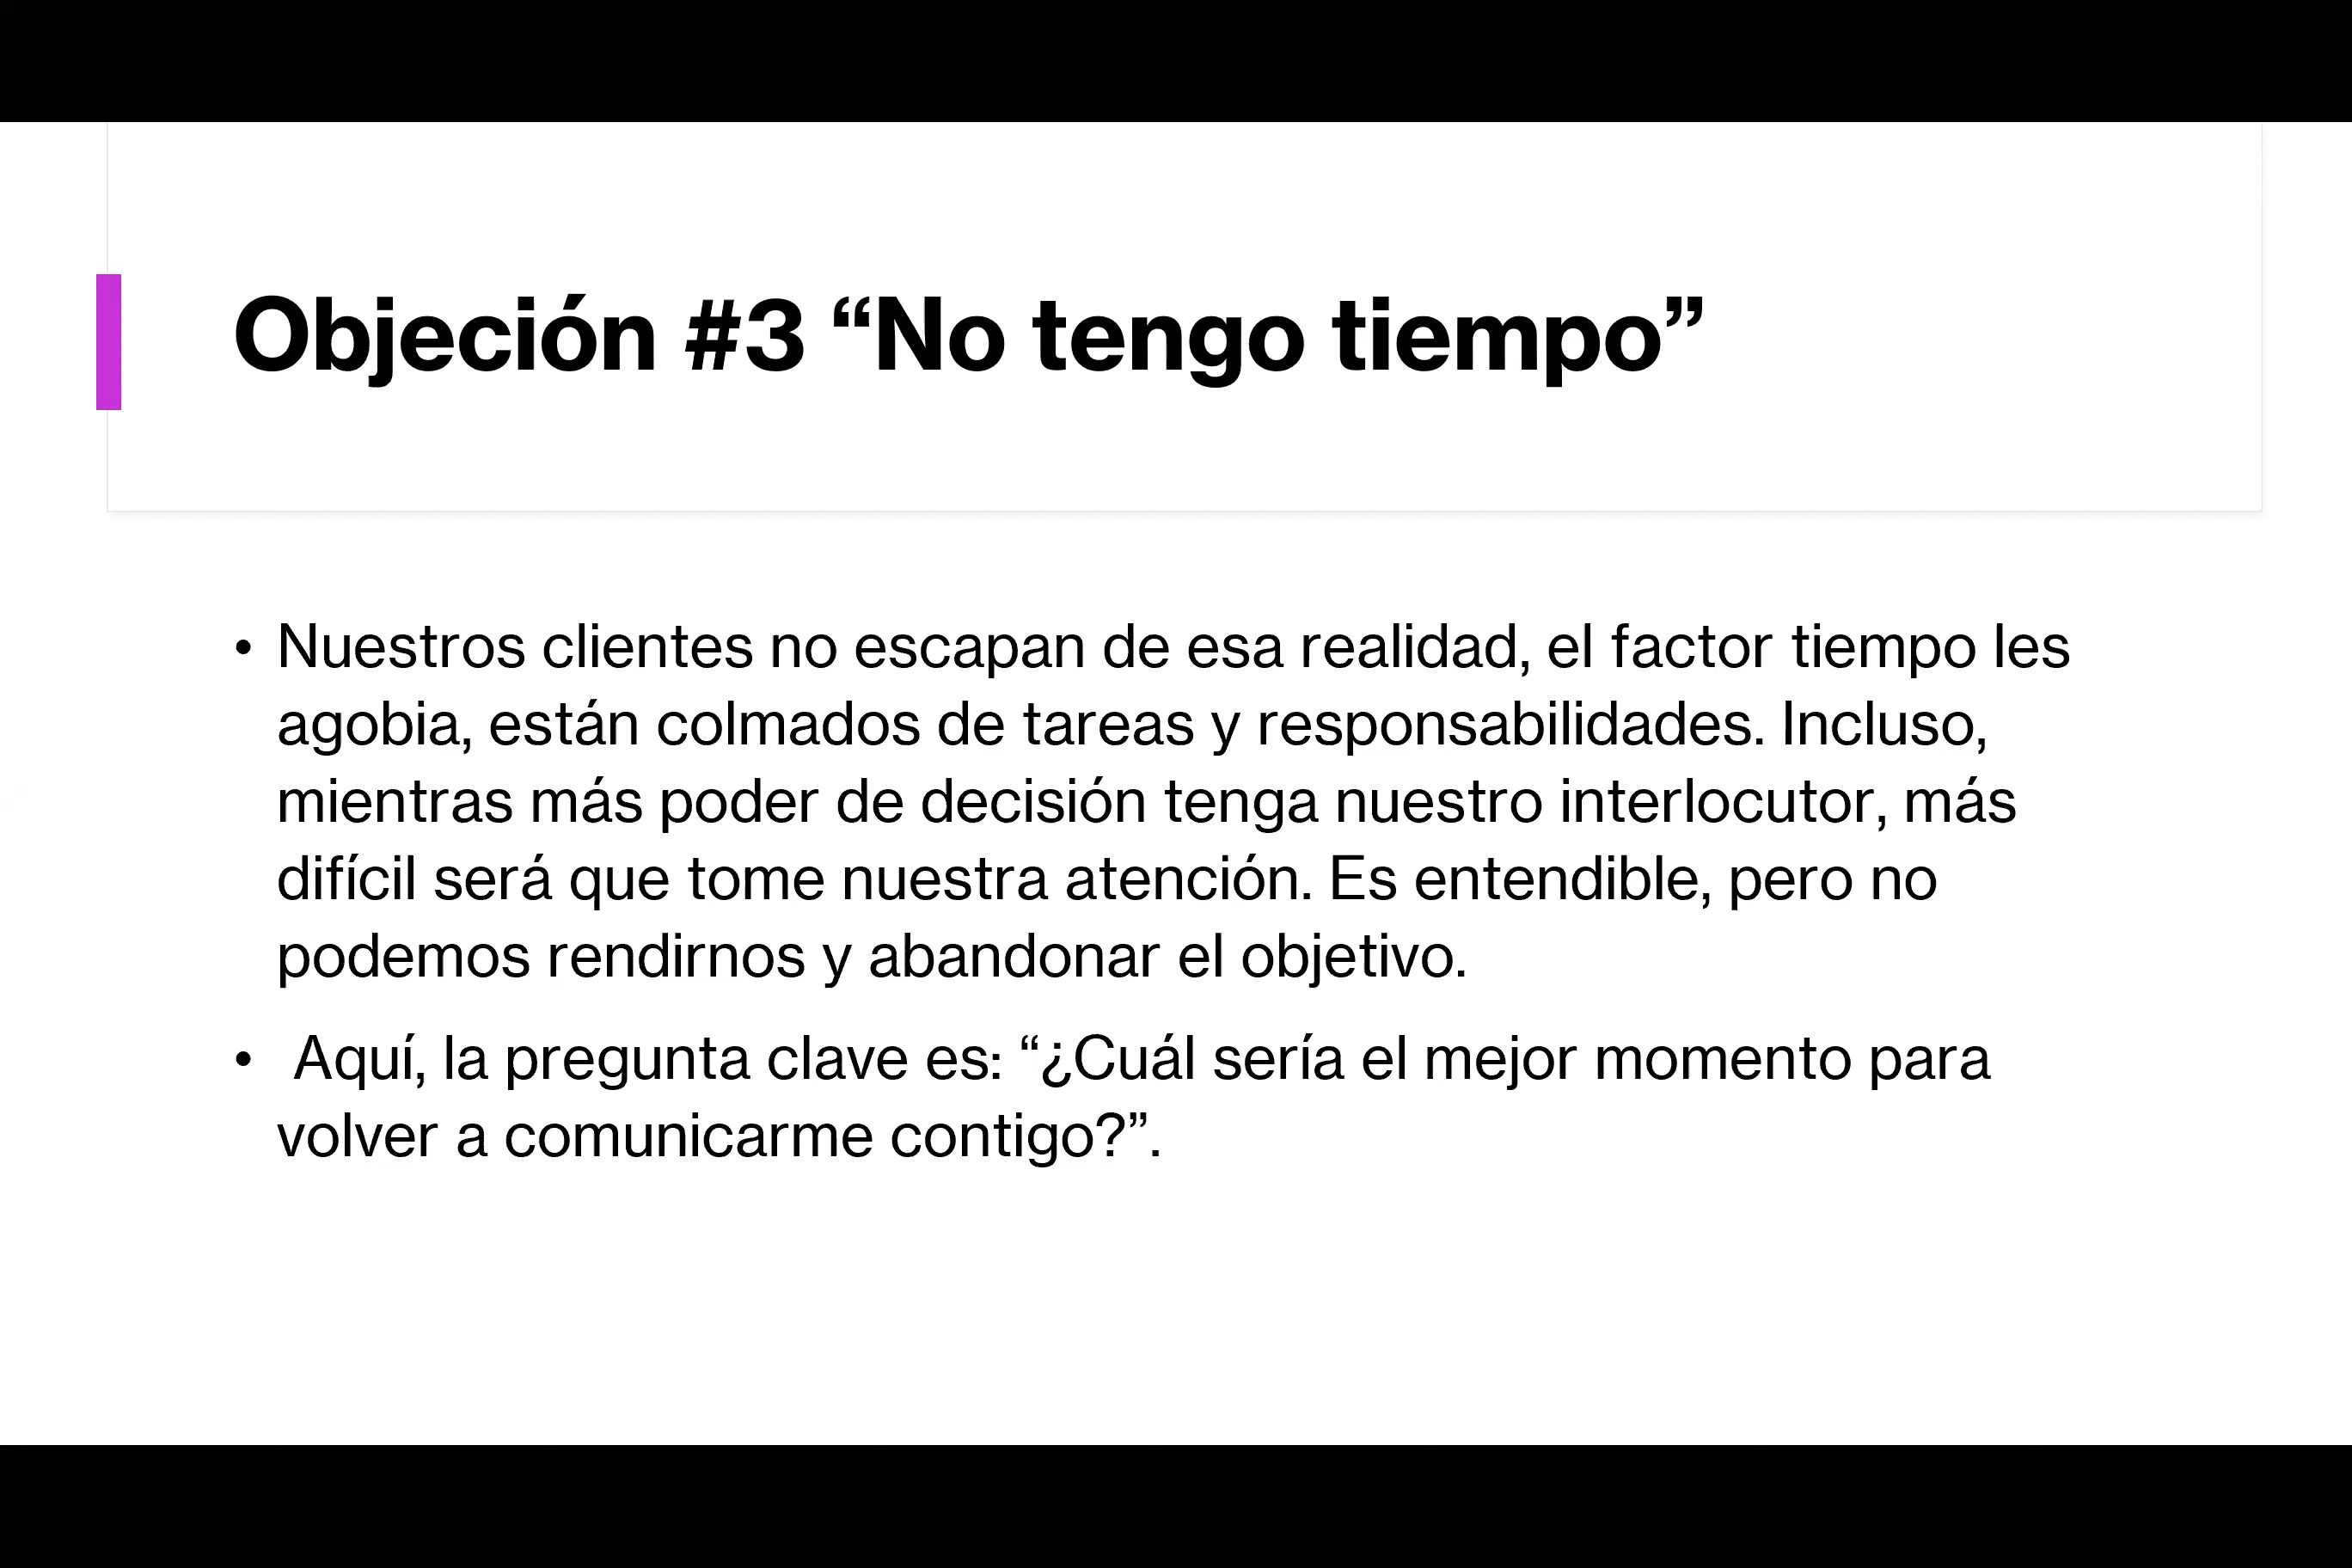 Objeción #3 “No tengo tiempo”
• Nuestros clientes no escapan de esa realidad, el factor tiempo les
agobia, están colmados de tareas y responsabilidades. Incluso,
mientras más poder de decisión tenga nuestro interlocutor, más
difícil será que tome nuestra atención. Es entendible, pero no
podemos rendirnos y abandonar el objetivo.
• Aquí, la pregunta clave es: “¿Cuál sería el mejor momento para
volver a comunicarme contigo?”.